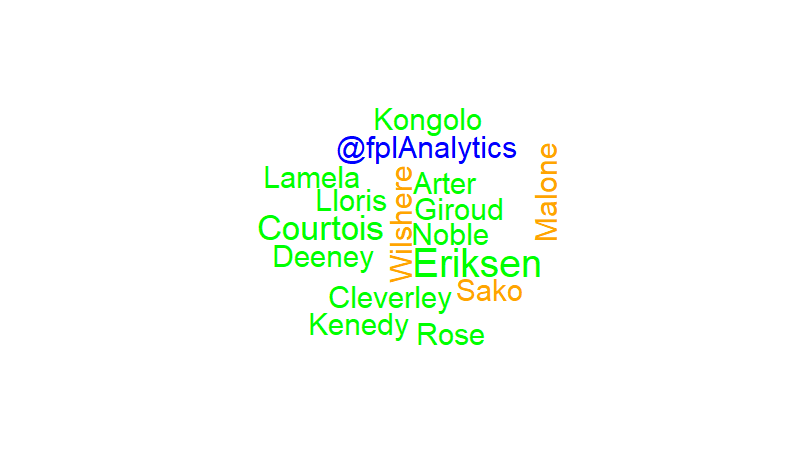 Kongolo
@fplAnalytics
Malone
Lamela
Wilshere
Arter
Lloris
Giroud
Courtois
Noble
Deeney
Eriksen
Cleverley
Sako
Kenedy
Rose